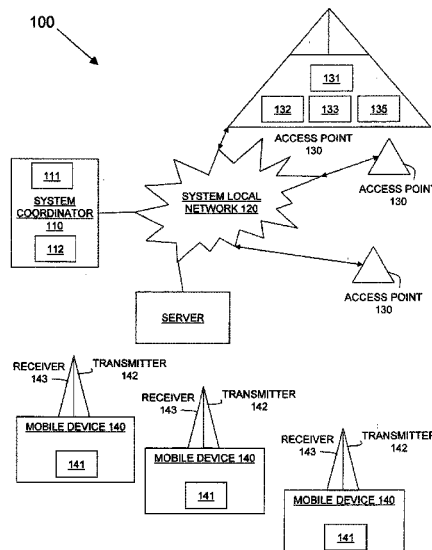 100
131
132 133 135
ACCESS POINT
130
111
SYSTEM
COORDINATOR
110
112
SYSTEM LOCAL
NETWORK 120
ACCESS POINT
130
ACCESS POINT
130
SERVER
RECEIVER
143
TRANSMITTER
142
MOBILE DEVICE 140
141
RECEIVER
143
TRANSMITTER
142
MOBILE DEVICE 140
141
RECEIVER
143
TRANSMITTER
142
MOBILE DEVICE 140
141